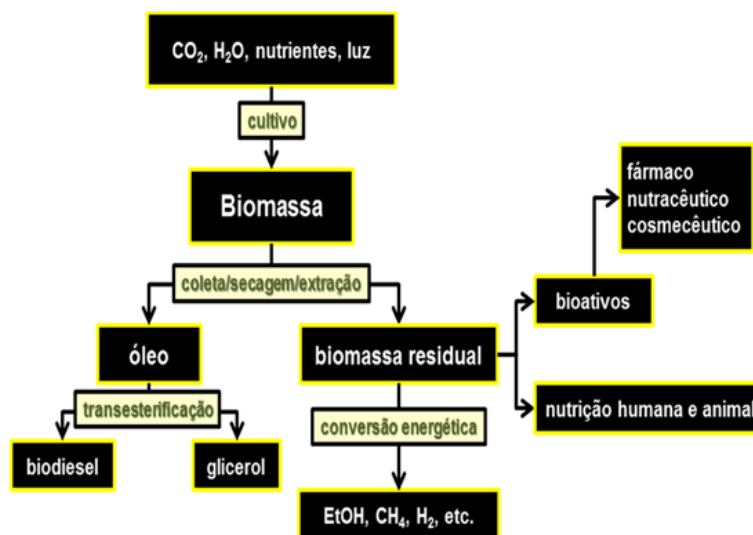 CO₂, H₂O, nutrientes, luz
cultivo
Biomassa
coleta/secagem/extração
óleo
biomassa residual
transesterificação
biodiesel
glicerol
conversão energética
EtOH, CH₄, H₂, etc.
bioativos
fármaco
nutracêutico
cosmecêutico
nutrição humana e animal